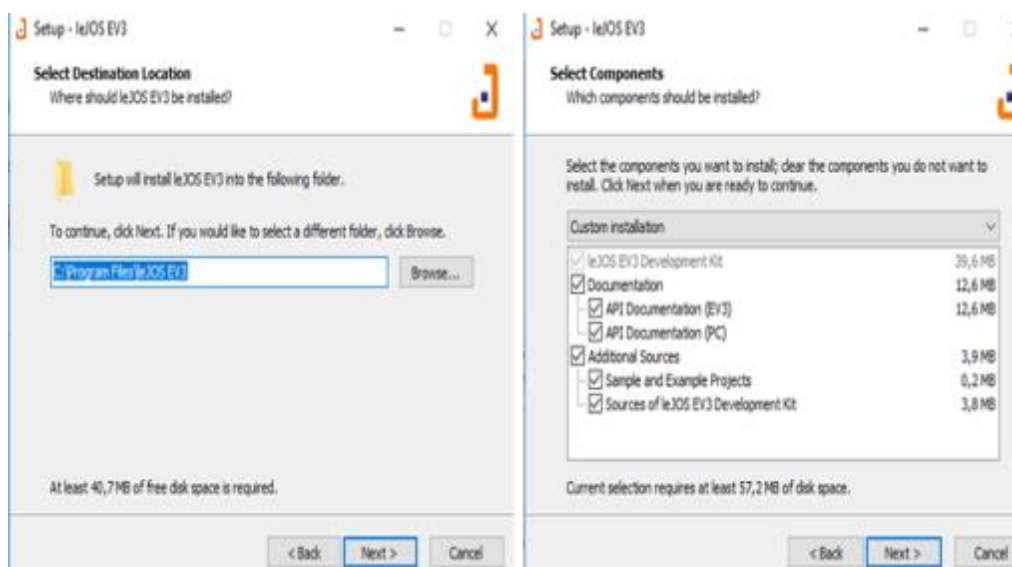 Setup - leJOS EV3
Select Destination Location
Where should leJOS EV3 be installed?
Setup will install leJOS EV3 into the following folder.
To continue, click Next. If you would like to select a different folder, click Browse.
C:\Program Files\leJOS EV3
Browse...
At least 40,7 MB of free disk space is required.
< Back
Next >
Cancel
Setup - leJOS EV3
Select Components
Which components should be installed?
Select the components you want to install; clear the components you do not want to
install. Click Next when you are ready to continue.
Custom installation
leJOS EV3 Development Kit 39,6 MB
Documentation 12,6 MB
API Documentation (EV3) 12,6 MB
API Documentation (PC)
Additional Sources 3,9 MB
Sample and Example Projects 0,2 MB
Sources of leJOS EV3 Development Kit 3,8 MB
Current selection requires at least 57,2 MB of disk space.
< Back
Next >
Cancel